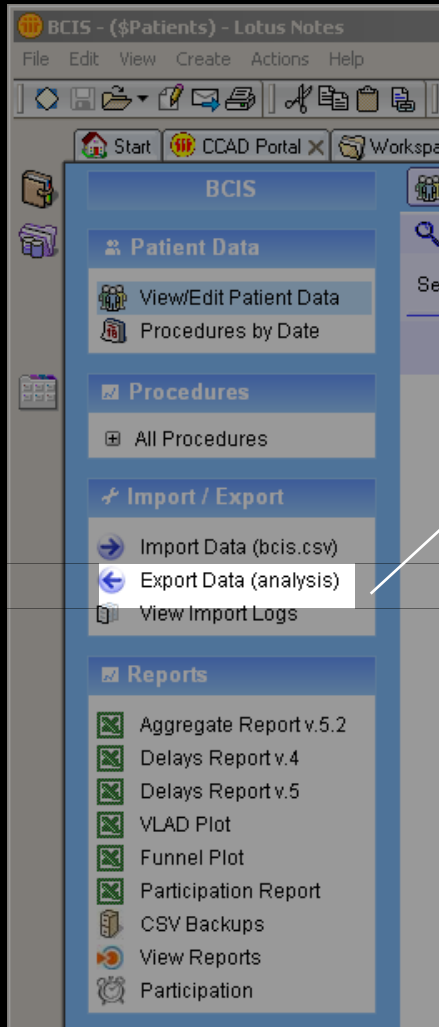 BCIS - ($Patients) - Lotus Notes
File Edit View Create Actions Help
Start CCAD Portal Workspa
BCIS
Se
Patient Data
View/Edit Patient Data
Procedures by Date
Procedures
All Procedures
Import / Export
Import Data (bcis.csv)
Export Data (analysis)
View Import Logs
Reports
Aggregate Report v.5.2
Delays Report v.4
Delays Report v.5
VLAD Plot
Funnel Plot
Participation Report
CSV Backups
View Reports
Participation